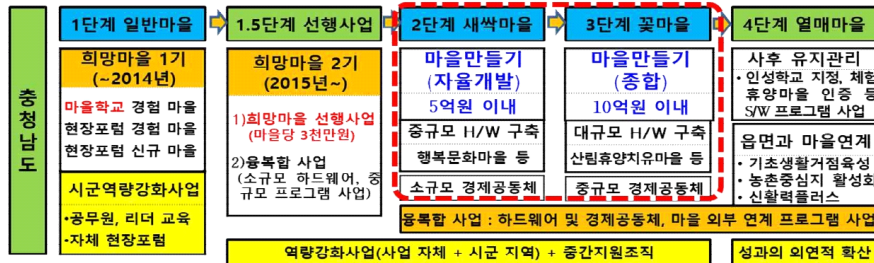 충청남도
1단계 일반마을
희망마을 1기
(~2014년)
마을학교 경험 마을
현장포럼 경험 마을
현장포럼 신규 마을
시군역량강화사업
•공무원, 리더 교육
•자체 현장포럼
1.5단계 선행사업
희망마을 2기
(2015년~)
1)희망마을 선행사업
(마을당 3천만원)
2)융복합 사업
(소규모 하드웨어, 중
규모 프로그램 사업)
2단계 새싹마을
마을만들기
(자율개발)
5억원 이내
중규모 H/W 구축
행복문화마을 등
소규모 경제공동체
3단계 꽃마을
마을만들기
(종합)
10억원 이내
대규모 H/W 구축
산림휴양치유마을 등
중규모 경제공동체
4단계 열매마을
사후 유지관리
• 인성학교 지정, 체험
휴양마을 인증 등
S/W 프로그램 사업
읍면과 마을연계
• 기초생활거점육성
• 농촌중심지 활성화
• 신활력플러스
융복합 사업 : 하드웨어 및 경제공동체, 마을 외부 연계 프로그램 사업
역량강화사업(사업 자체 + 시군 지역) + 중간지원조직
성과의 외연적 확산